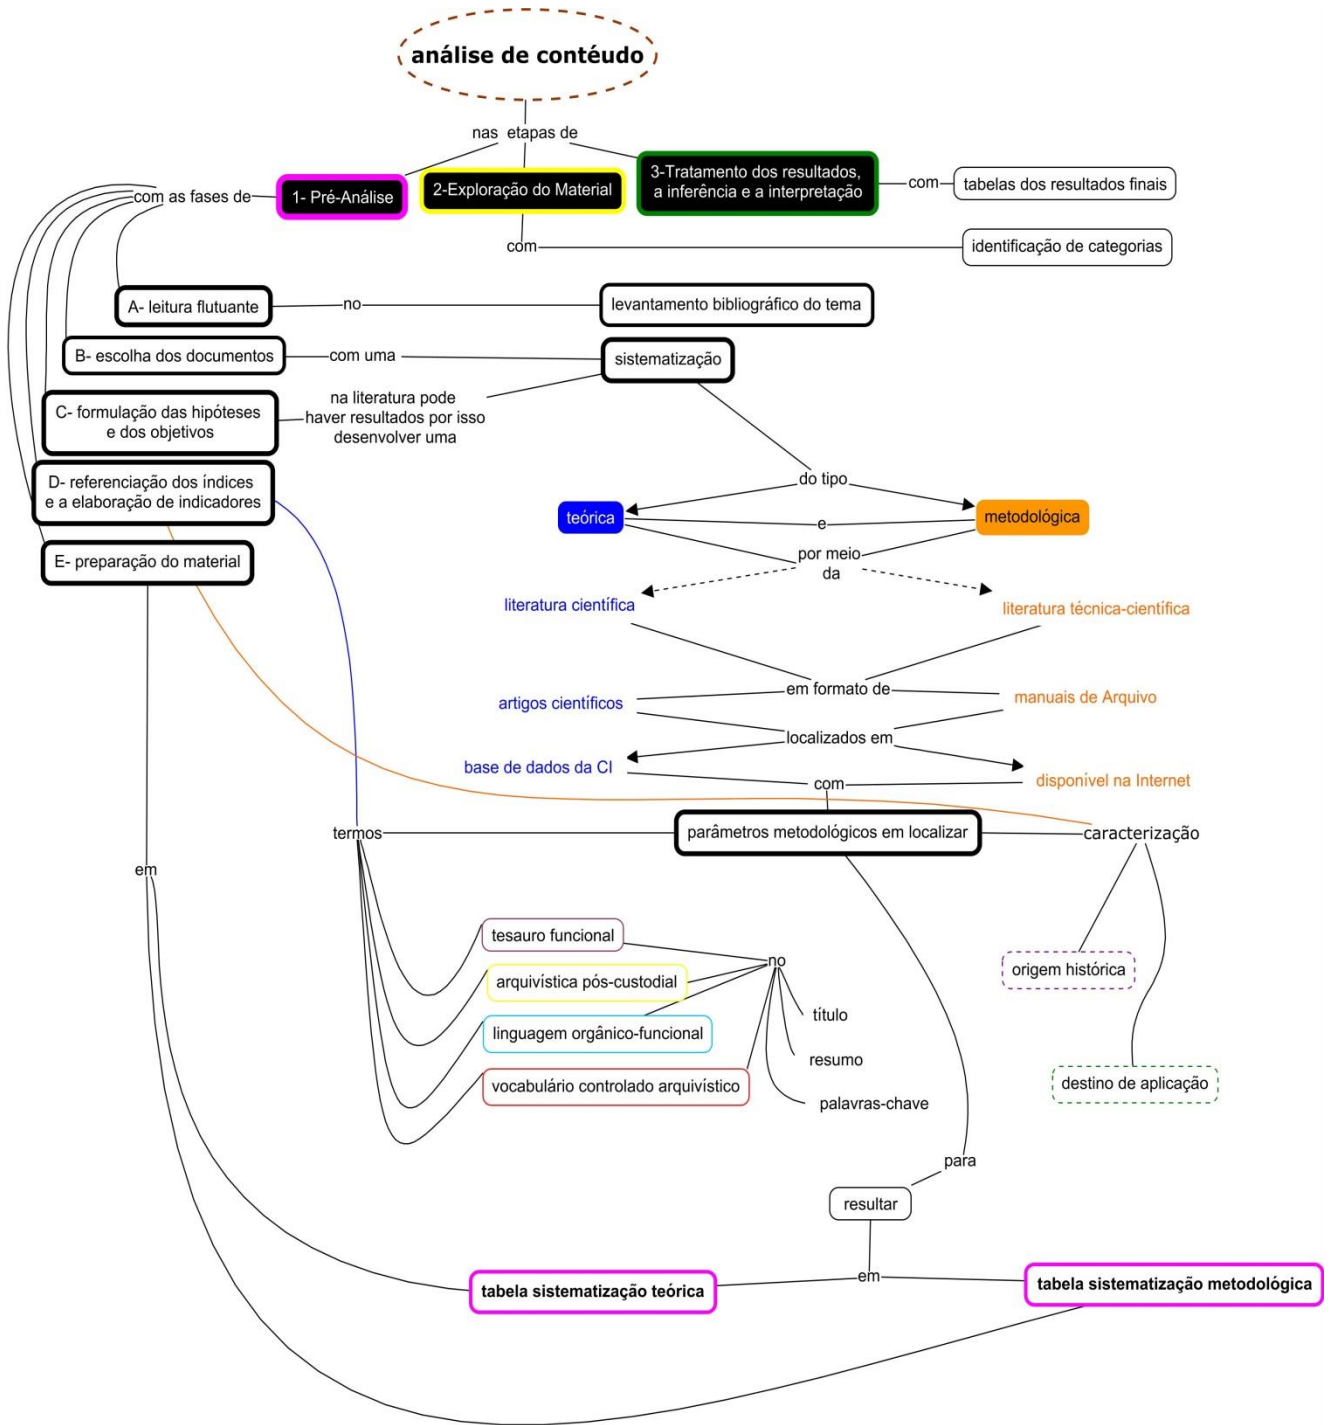 análise de contéudo
nas etapas de
com as fases de
1- Pré-Análise
2-Exploração do Material
3-Tratamento dos resultados,
a inferência e a interpretação
com
tabelas dos resultados finais
com
identificação de categorias
A- leitura flutuante
no
levantamento bibliográfico do tema
B- escolha dos documentos
com uma
sistematização
C- formulação das hipóteses
e dos objetivos
na literatura pode
haver resultados por isso
desenvolver uma
D- referenciação dos índices
e a elaboração de indicadores
do tipo
teórica
e
metodológica
E- preparação do material
por meio
da
literatura científica
literatura técnica-científica
em formato de
artigos científicos
manuais de Arquivo
localizados em
base de dados da CI
disponível na Internet
com
termos
parâmetros metodológicos em localizar
caracterização
em
tesauro funcional
no
arquivística pós-custodial
origem histórica
linguagem orgânico-funcional
título
resumo
vocabulário controlado arquivístico
destino de aplicação
palavras-chave
para
resultar
em
tabela sistematização teórica
tabela sistematização metodológica